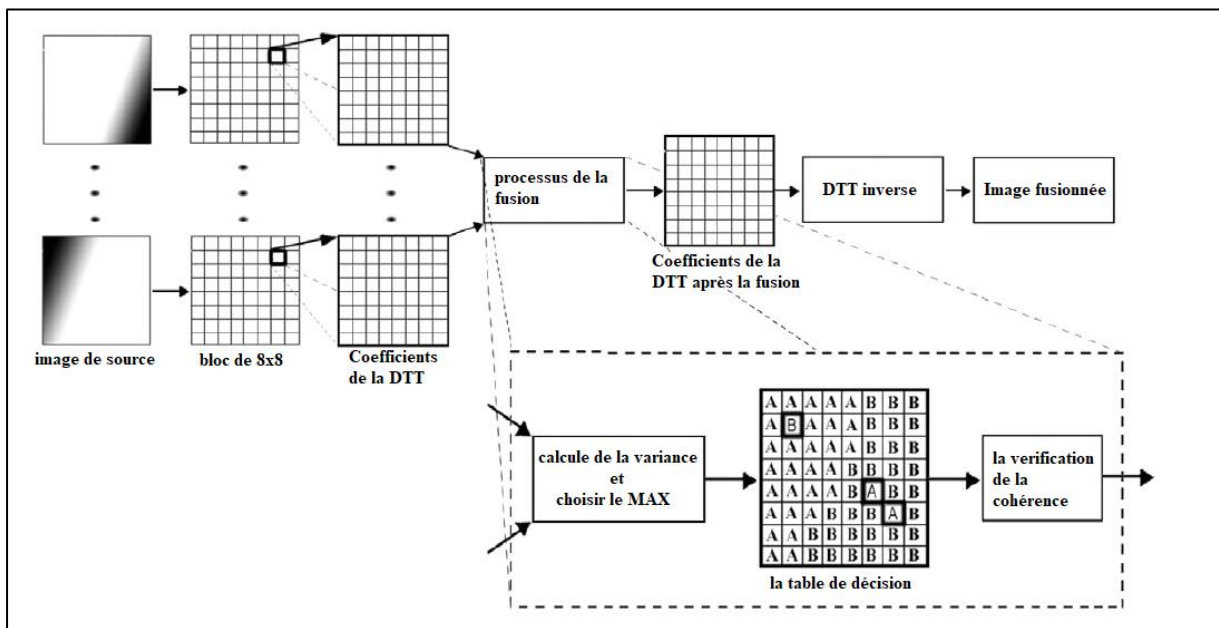 processus de la
fusion
DTT inverse
Image fusionnée
Coefficients de la
DTT après la fusion
image de source
bloc de 8x8
Coefficients
de la DTT
calcule de la variance
et
choisir le MAX
A A A A A B B B
A B A A A B B B
A A A A A B B B
A A A A B B B B
A A A A B A B B
A A A B B B A B
A A B B B B B B
A A B B B B B B
la table de décision
la verification
de la
cohérence